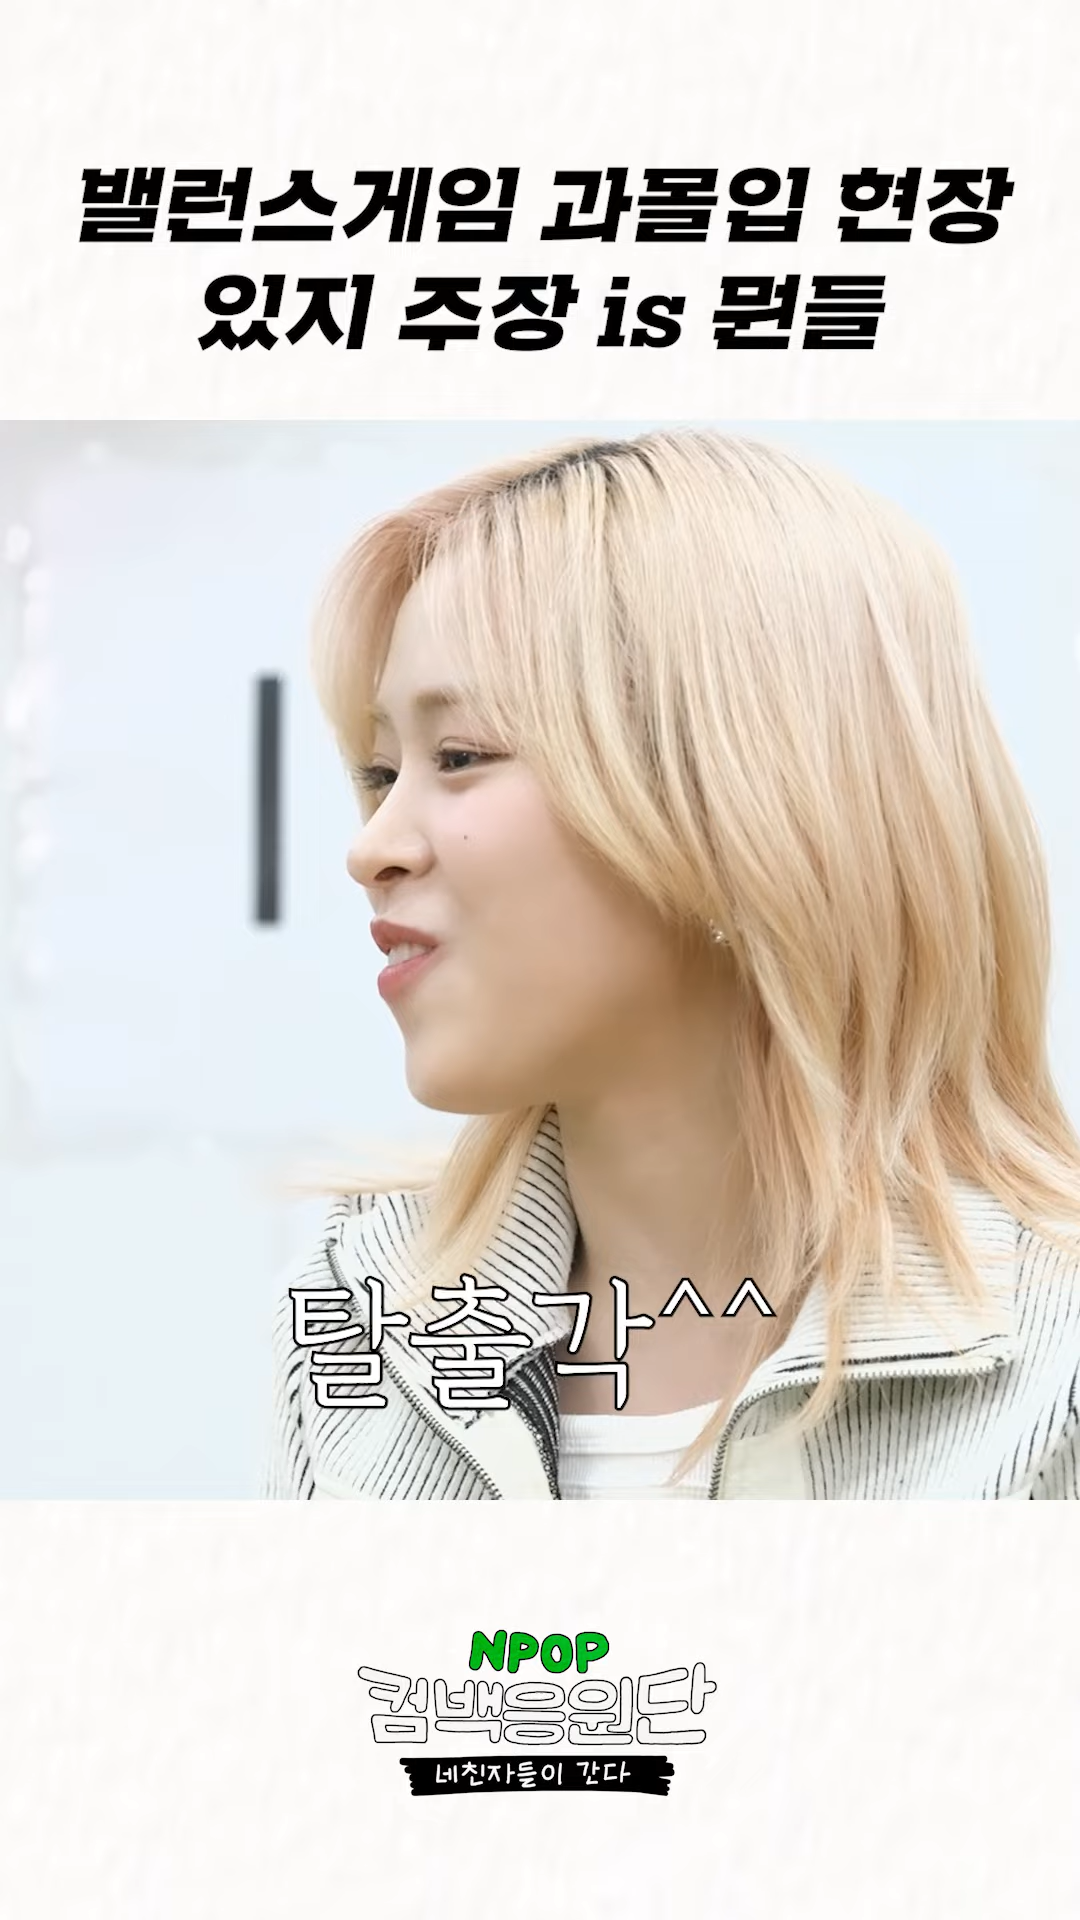 밸런스게임 과몰입 현장
있지 주장 is 뭔들
탈출각^^
NPOP
컴백응원단
네친자들이 간다